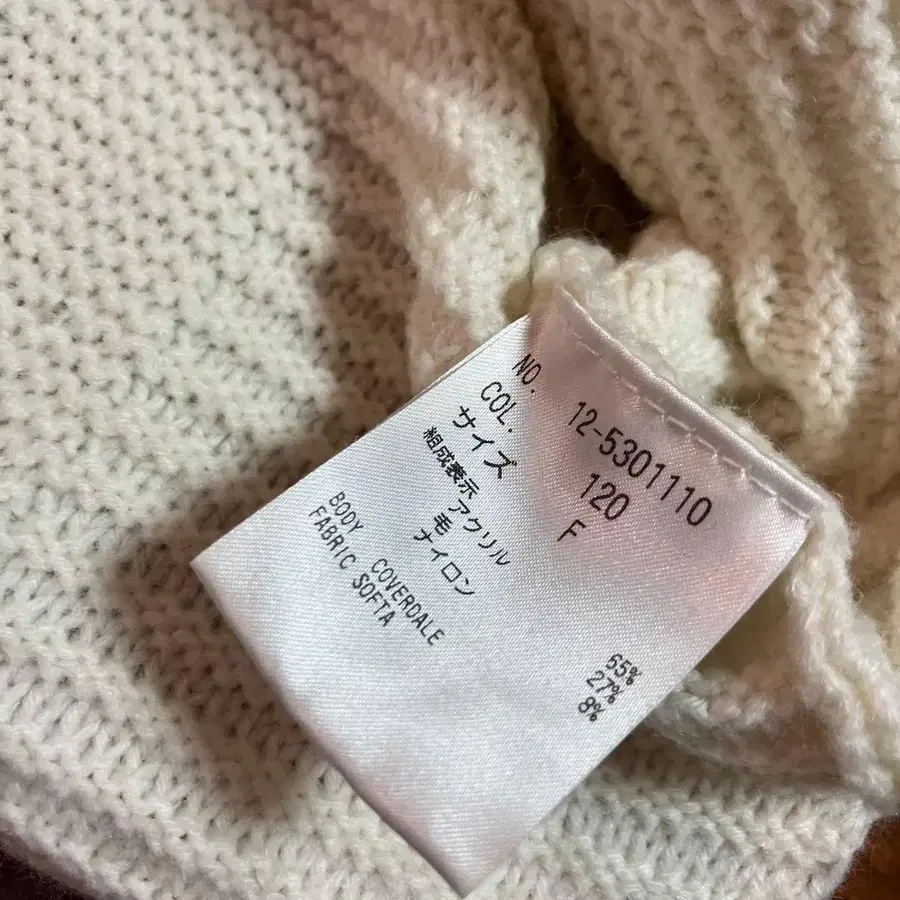 NO. 12-5301110
COL. 120
サイズ F
組成表示 アクリル 65%
毛 27%
ナイロン 8%
BODY COVERDALE
FABRIC SOFTA